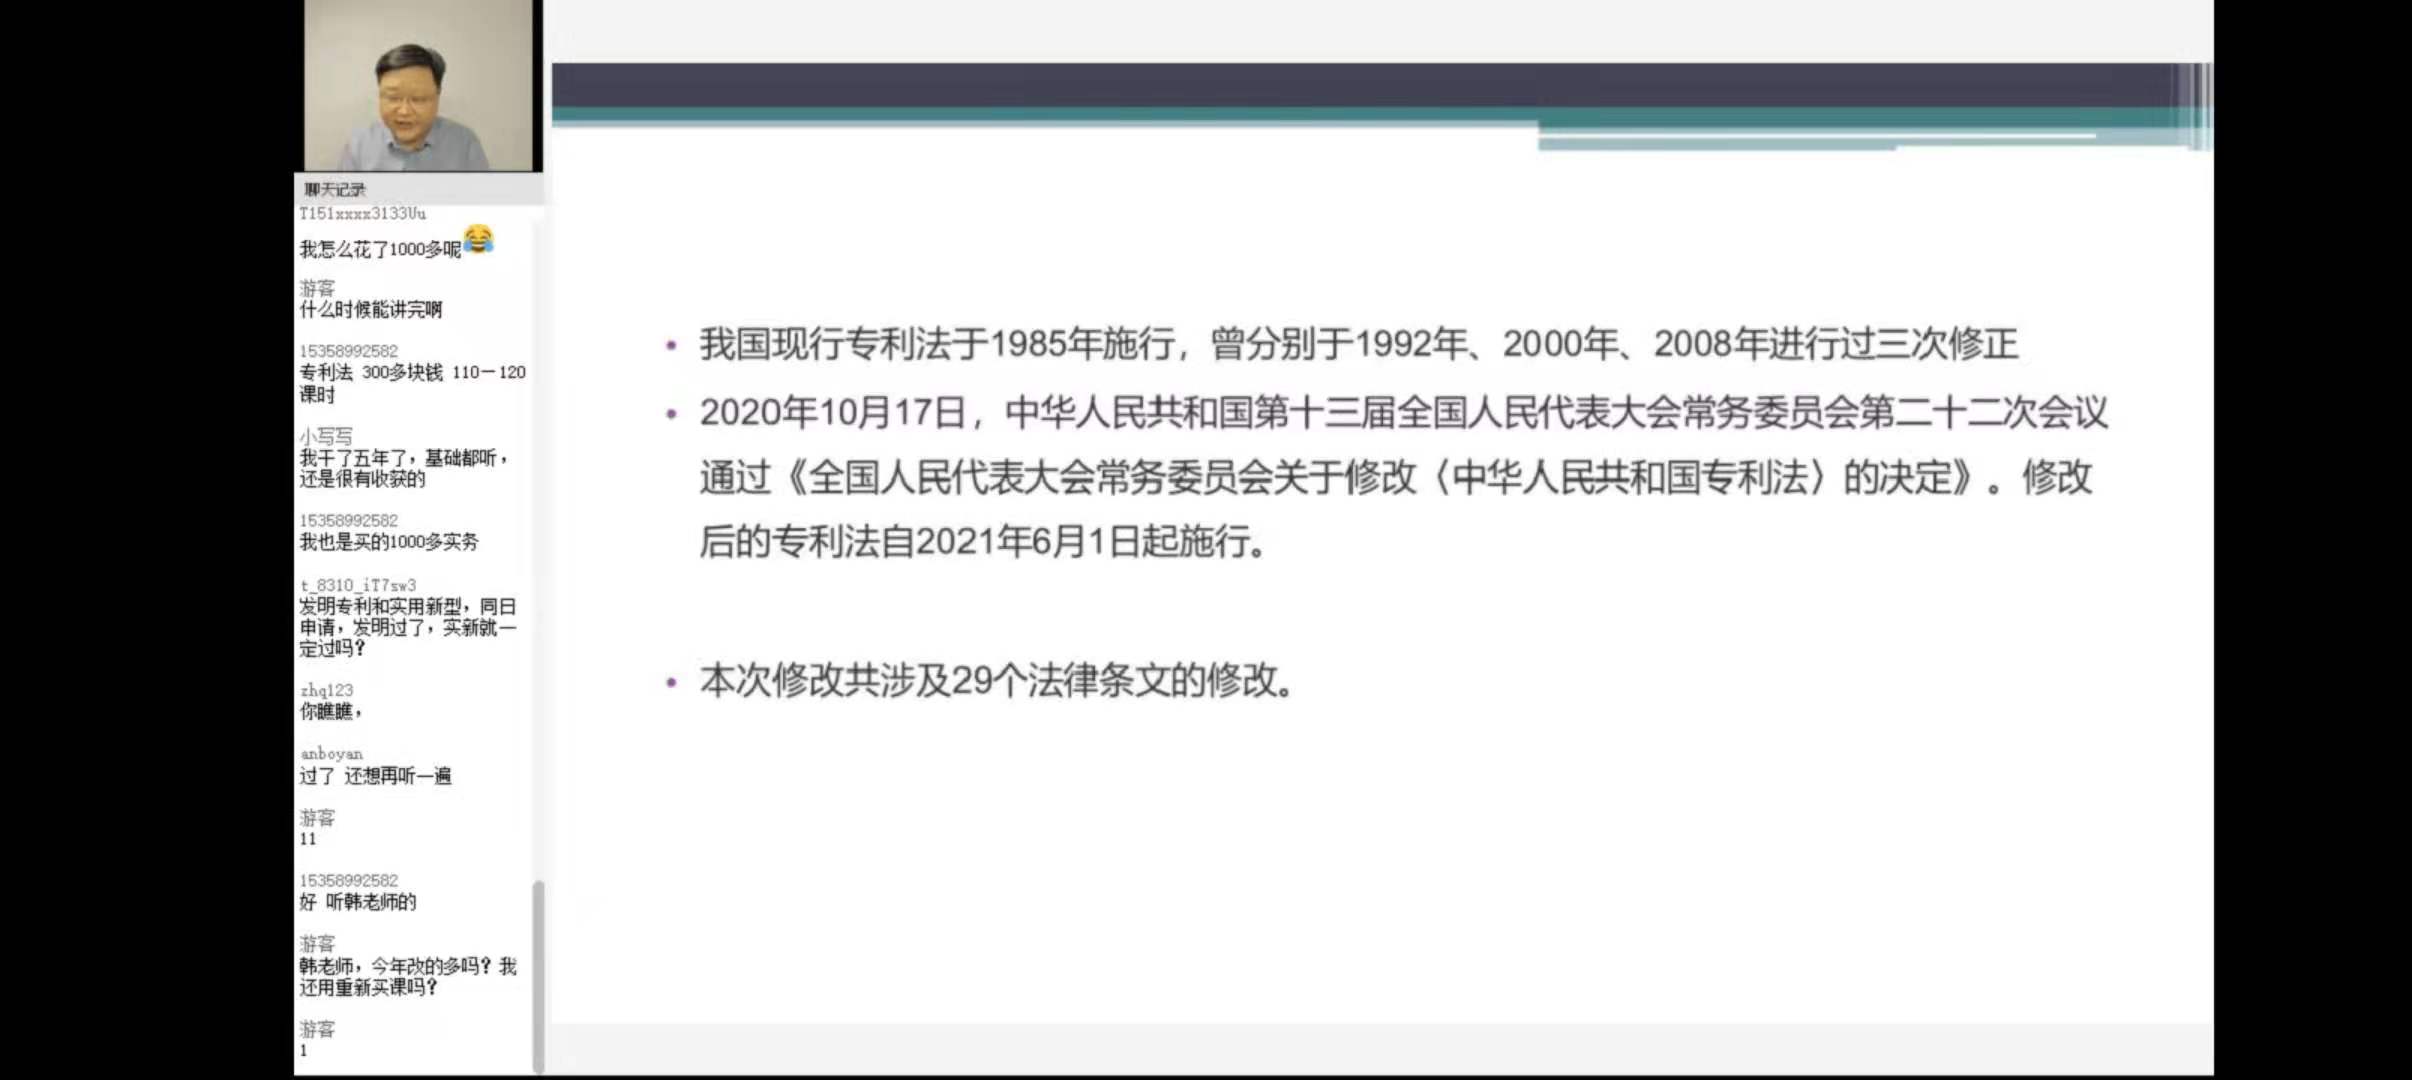 聊天记录
T151xxxx3133Uu
我怎么花了1000多呢😂
游客
什么时候能讲完啊
15358992582
专利法 300多块钱 110一120
课时
小写写
我干了五年了，基础都听，
还是很有收获的
15358992582
我也是买的1000多实务
t_8310_iT7sw3
发明专利和实用新型，同日
申请，发明过了，实新就一
定过吗？
zhq123
你瞧瞧，
anboyan
过了 还想再听一遍
游客
11
15358992582
好 听韩老师的
游客
韩老师，今年改的多吗？我
还用重新买课吗？
游客
1
• 我国现行专利法于1985年施行，曾分别于1992年、2000年、2008年进行过三次修正
• 2020年10月17日，中华人民共和国第十三届全国人民代表大会常务委员会第二十二次会议
通过《全国人民代表大会常务委员会关于修改〈中华人民共和国专利法〉的决定》。修改
后的专利法自2021年6月1日起施行。
• 本次修改共涉及29个法律条文的修改。